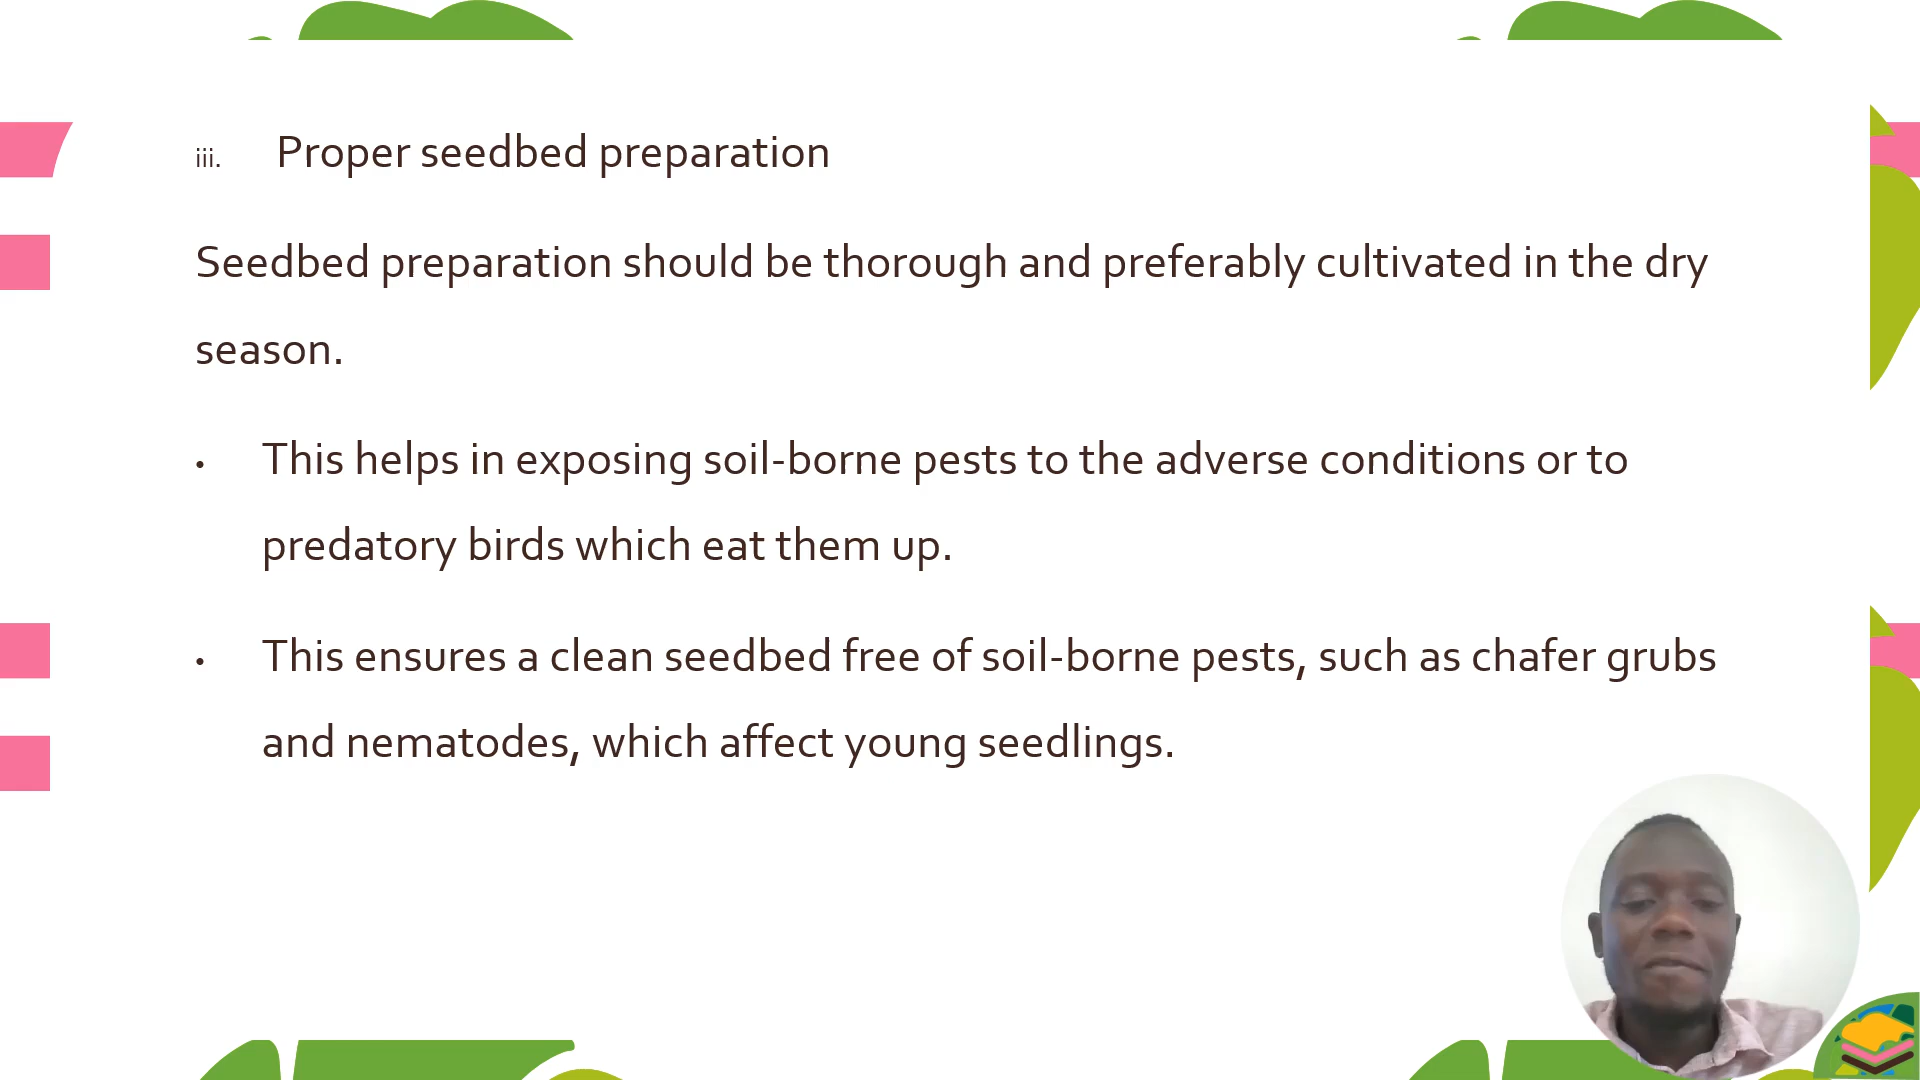 iii. Proper seedbed preparation
Seedbed preparation should be thorough and preferably cultivated in the dry
season.
• This helps in exposing soil-borne pests to the adverse conditions or to
predatory birds which eat them up.
• This ensures a clean seedbed free of soil-borne pests, such as chafer grubs
and nematodes, which affect young seedlings.